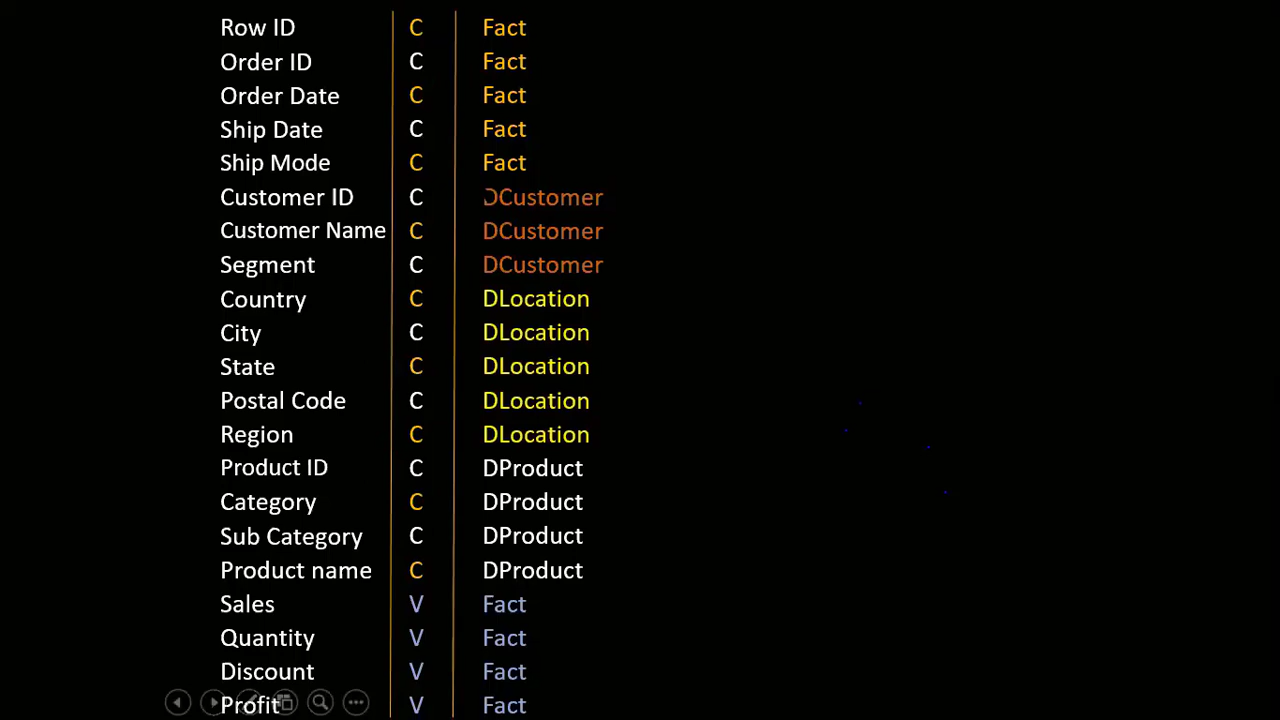 Row ID C Fact
Order ID C Fact
Order Date C Fact
Ship Date C Fact
Ship Mode C Fact
Customer ID C DCustomer
Customer Name C DCustomer
Segment C DCustomer
Country C DLocation
City C DLocation
State C DLocation
Postal Code C DLocation
Region C DLocation
Product ID C DProduct
Category C DProduct
Sub Category C DProduct
Product name C DProduct
Sales V Fact
Quantity V Fact
Discount V Fact
Profit V Fact